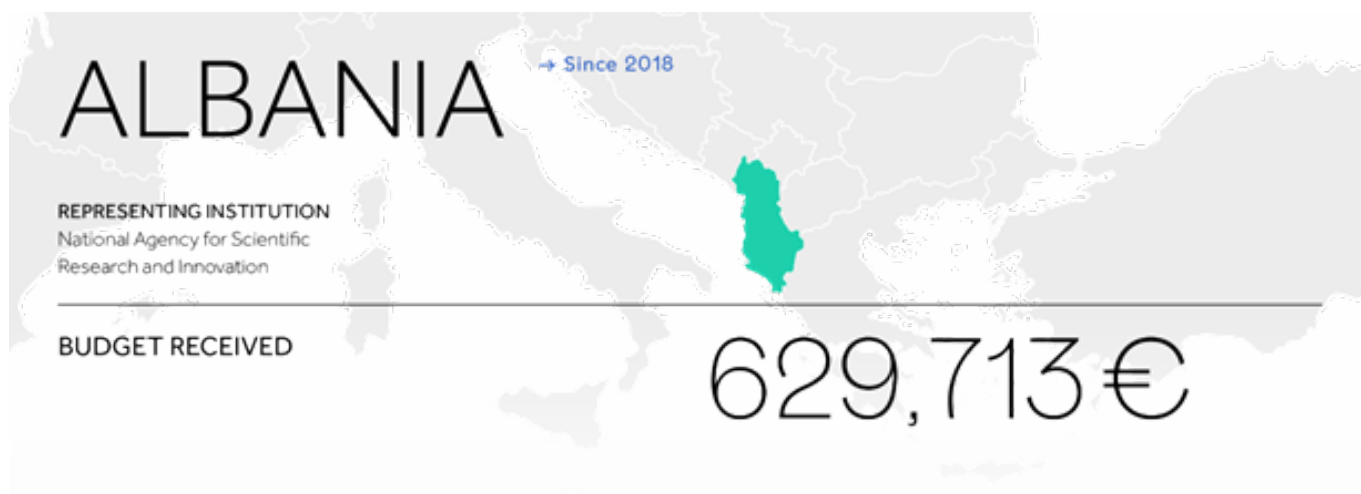 ALBANIA
→ Since 2018
REPRESENTING INSTITUTION
National Agency for Scientific
Research and Innovation
BUDGET RECEIVED
629,713 €